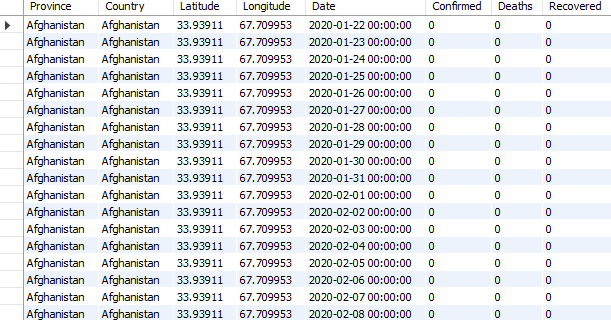 Province Country Latitude Longitude Date Confirmed Deaths Recovered
Afghanistan Afghanistan 33.93911 67.709953 2020-01-22 00:00:00 0 0 0
Afghanistan Afghanistan 33.93911 67.709953 2020-01-23 00:00:00 0 0 0
Afghanistan Afghanistan 33.93911 67.709953 2020-01-24 00:00:00 0 0 0
Afghanistan Afghanistan 33.93911 67.709953 2020-01-25 00:00:00 0 0 0
Afghanistan Afghanistan 33.93911 67.709953 2020-01-26 00:00:00 0 0 0
Afghanistan Afghanistan 33.93911 67.709953 2020-01-27 00:00:00 0 0 0
Afghanistan Afghanistan 33.93911 67.709953 2020-01-28 00:00:00 0 0 0
Afghanistan Afghanistan 33.93911 67.709953 2020-01-29 00:00:00 0 0 0
Afghanistan Afghanistan 33.93911 67.709953 2020-01-30 00:00:00 0 0 0
Afghanistan Afghanistan 33.93911 67.709953 2020-01-31 00:00:00 0 0 0
Afghanistan Afghanistan 33.93911 67.709953 2020-02-01 00:00:00 0 0 0
Afghanistan Afghanistan 33.93911 67.709953 2020-02-02 00:00:00 0 0 0
Afghanistan Afghanistan 33.93911 67.709953 2020-02-03 00:00:00 0 0 0
Afghanistan Afghanistan 33.93911 67.709953 2020-02-04 00:00:00 0 0 0
Afghanistan Afghanistan 33.93911 67.709953 2020-02-05 00:00:00 0 0 0
Afghanistan Afghanistan 33.93911 67.709953 2020-02-06 00:00:00 0 0 0
Afghanistan Afghanistan 33.93911 67.709953 2020-02-07 00:00:00 0 0 0
Afghanistan Afghanistan 33.93911 67.709953 2020-02-08 00:00:00 0 0 0